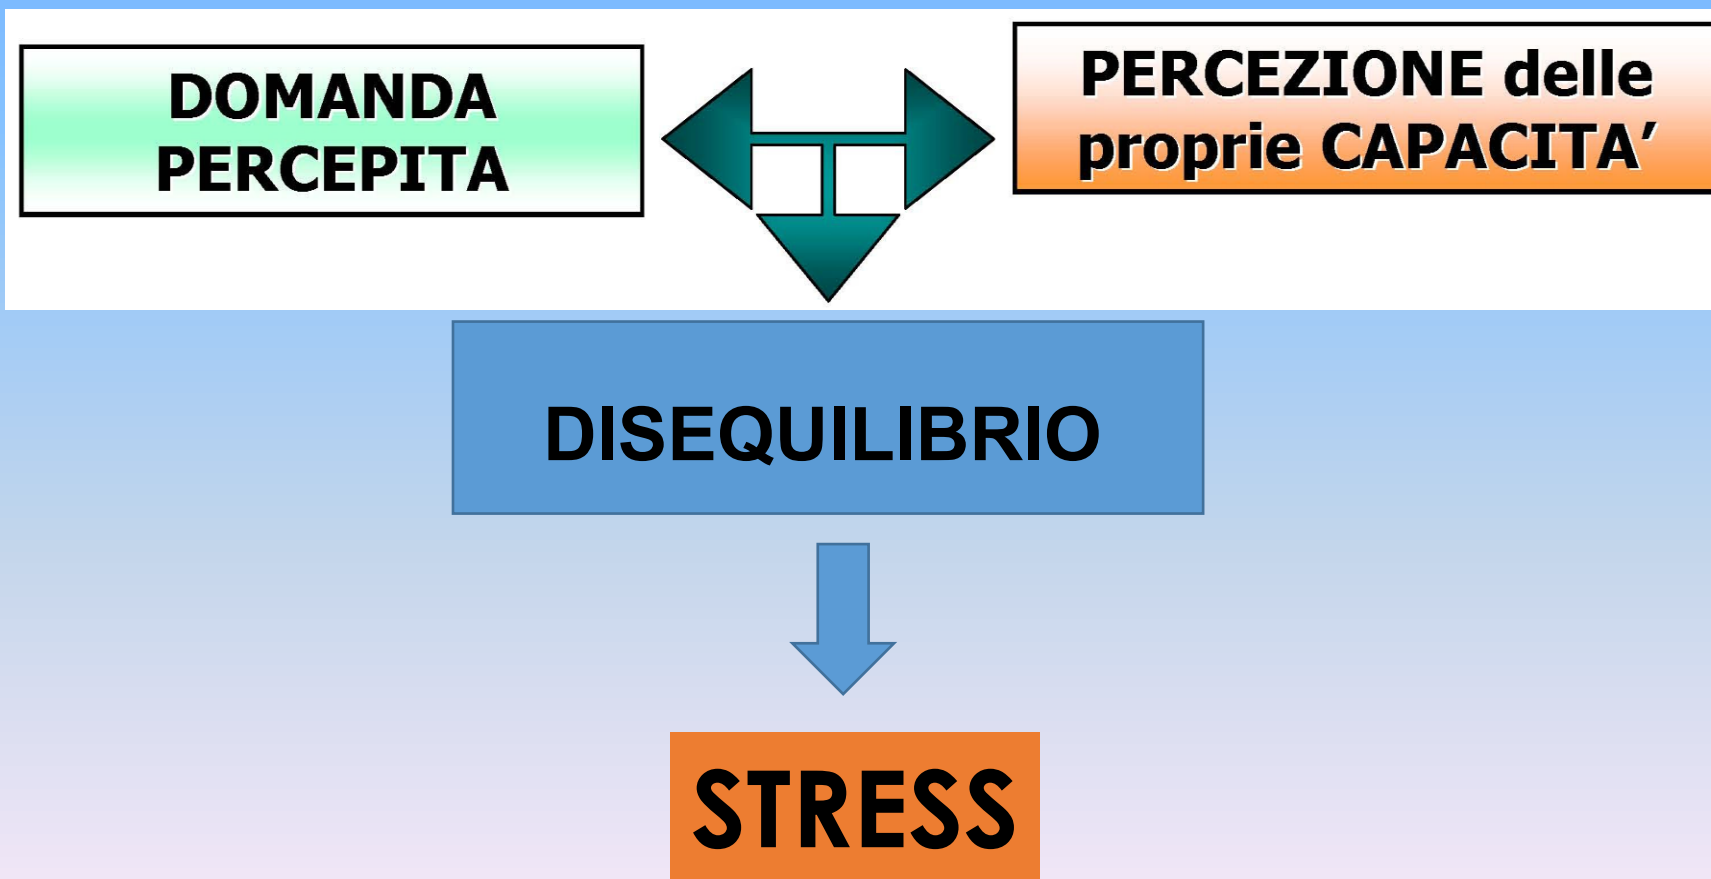 DOMANDA
PERCEPITA
PERCEZIONE delle
proprie CAPACITA’
DISEQUILIBRIO
STRESS